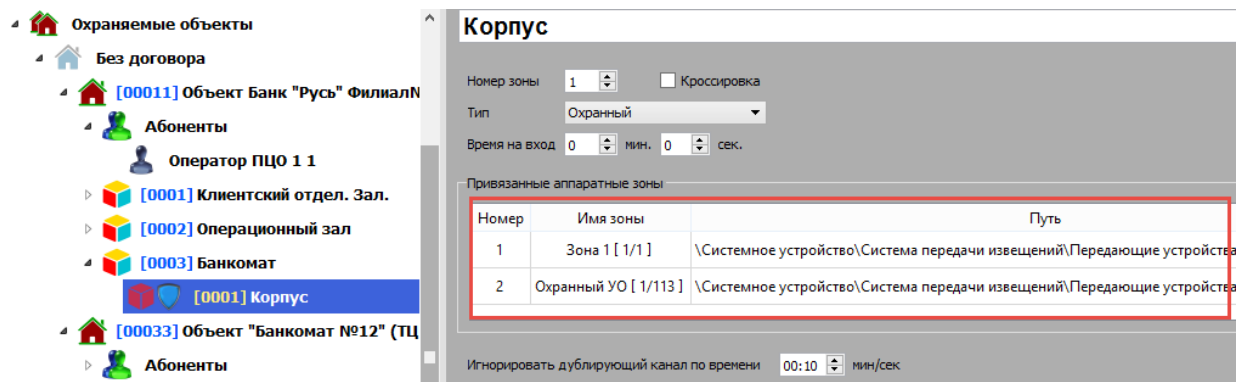 Охраняемые объекты
Без договора
[00011] Объект Банк "Русь" Филиал№
Абоненты
Оператор ПЦО 1 1
[0001] Клиентский отдел. Зал.
[0002] Операционный зал
[0003] Банкомат
[0001] Корпус
[00033] Объект "Банкомат №12" (ТЦ
Абоненты
Корпус
Номер зоны 1 Кроссировка
Тип Охранный
Время на вход 0 мин. 0 сек.
Привязанные аппаратные зоны
Номер Имя зоны Путь
1 Зона 1 [ 1/1 ] \Системное устройство\Система передачи извещений\Передающие устройства
2 Охранный УО [ 1/113 ] \Системное устройство\Система передачи извещений\Передающие устройства
Игнорировать дублирующий канал по времени 00:10 мин/сек